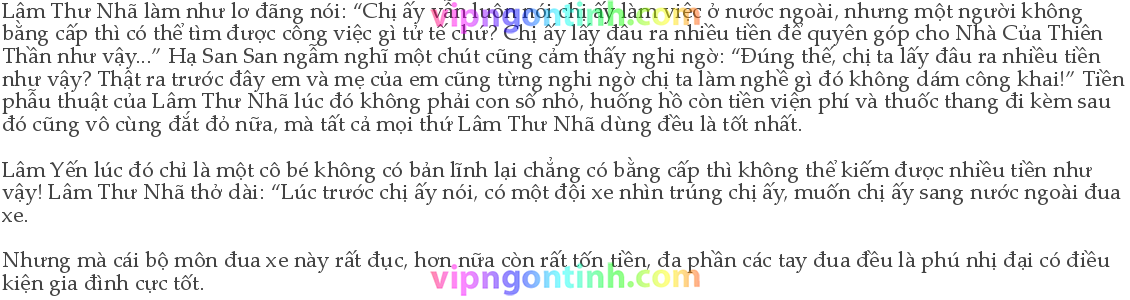 Lâm Thư Nhã làm như lơ đãng nói: “Chị ấy vẫn luôn nói chị ấy làm việc ở nước ngoài, nhưng một người không
bằng cấp thì có thể tìm được công việc gì tử tế chứ? Chị ấy lấy đâu ra nhiều tiền để quyên góp cho Nhà Của Thiên
Thần như vậy...” Hạ San San ngẫm nghĩ một chút cũng cảm thấy nghi ngờ: “Đúng thế, chị ta lấy đâu ra nhiều tiền
như vậy? Thật ra trước đây em và mẹ của em cũng từng nghi ngờ chị ta làm nghề gì đó không dám công khai!” Tiền
phẫu thuật của Lâm Thư Nhã lúc đó không phải con số nhỏ, huống hồ còn tiền viện phí và thuốc thang đi kèm sau
đó cũng vô cùng đắt đỏ nữa, mà tất cả mọi thứ Lâm Thư Nhã dùng đều là tốt nhất.
Lâm Yến lúc đó chỉ là một cô bé không có bản lĩnh lại chẳng có bằng cấp thì không thể kiếm được nhiều tiền như
vậy! Lâm Thư Nhã thở dài: “Lúc trước chị ấy nói, có một đội xe nhìn trúng chị ấy, muốn chị ấy sang nước ngoài đua
xe.
Nhưng mà cái bộ môn đua xe này rất đục, hơn nữa còn rất tốn tiền, đa phần các tay đua đều là phú nhị đại có điều
kiện gia đình cực tốt.
vipngontinh.com
vipngontinh.com